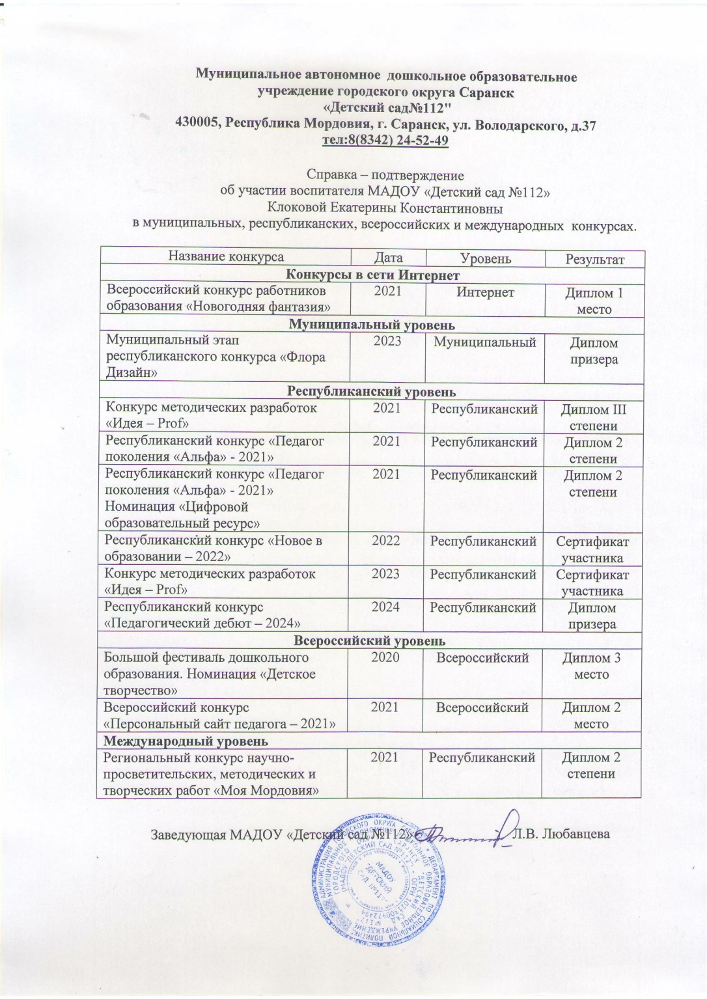 Муниципальное автономное  дошкольное образовательное
учреждение городского округа Саранск
«Детский сад№112"
430005, Республика Мордовия, г. Саранск, ул. Володарского, д.37
тел:8(8342) 24-52-49
Справка – подтверждение
об участии воспитателя МАДОУ «Детский сад №112»
Клоковой Екатерины Константиновны
в муниципальных, республиканских, всероссийских и международных  конкурсах.
Название конкурса Дата Уровень Результат
Конкурсы в сети Интернет
Всероссийский конкурс работников 2021 Интернет Диплом 1
образования «Новогодняя фантазия» место
Муниципальный уровень
Муниципальный этап 2023 Муниципальный Диплом
республиканского конкурса «Флора призера
Дизайн»
Республиканский уровень
Конкурс методических разработок 2021 Республиканский Диплом III
«Идея – Prof» степени
Республиканский конкурс «Педагог 2021 Республиканский Диплом 2
поколения «Альфа» - 2021» степени
Республиканский конкурс «Педагог 2021 Республиканский Диплом 2
поколения «Альфа» - 2021» степени
Номинация «Цифровой
образовательный ресурс»
Республиканский конкурс «Новое в 2022 Республиканский Сертификат
образовании – 2022» участника
Конкурс методических разработок 2023 Республиканский Сертификат
«Идея – Prof» участника
Республиканский конкурс 2024 Республиканский Диплом
«Педагогический дебют – 2024» призера
Всероссийский уровень
Большой фестиваль дошкольного 2020 Всероссийский Диплом 3
образования. Номинация «Детское место
творчество»
Всероссийский конкурс 2021 Всероссийский Диплом 2
«Персональный сайт педагога – 2021» место
Международный уровень
Региональный конкурс научно- 2021 Республиканский Диплом 2
просветительских, методических и степени
творческих работ «Моя Мордовия»
Заведующая МАДОУ «Детский сад №112» Л.В. Любавцева
МАДОУ
"ДЕТСКИЙ
САД №112"